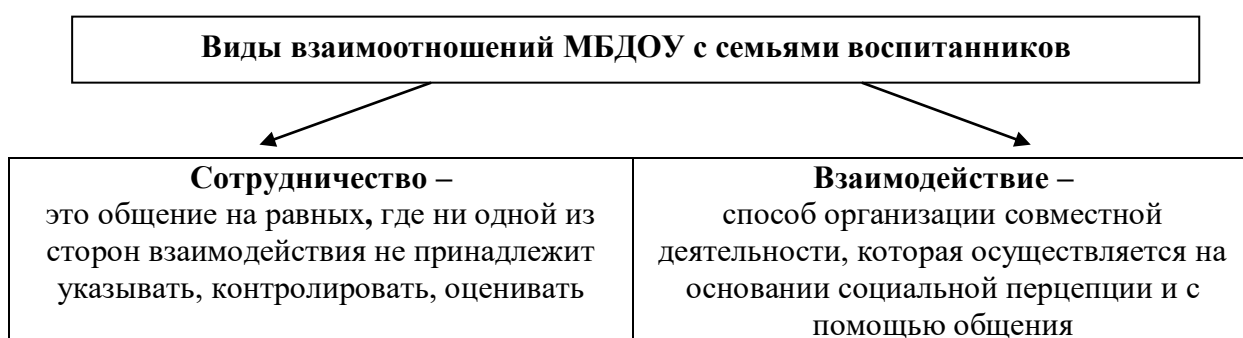 Виды взаимоотношений МБДОУ с семьями воспитанников
Сотрудничество –
это общение на равных, где ни одной из
сторон взаимодействия не принадлежит
указывать, контролировать, оценивать
Взаимодействие –
способ организации совместной
деятельности, которая осуществляется на
основании социальной перцепции и с
помощью общения